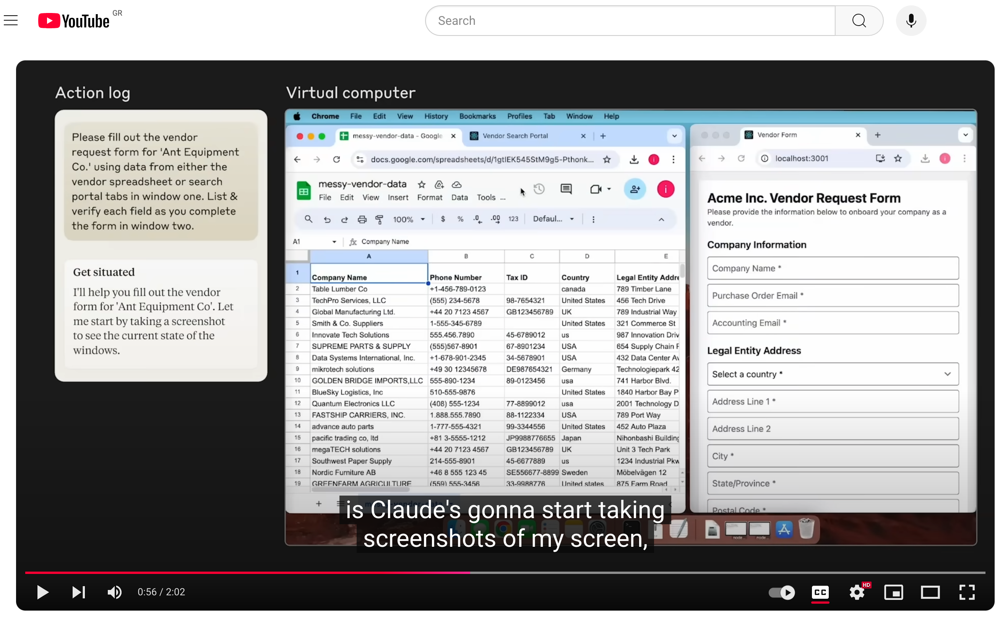 YouTube GR
Search
Action log
Please fill out the vendor
request form for 'Ant Equipment
Co.' using data from either the
vendor spreadsheet or search
portal tabs in window one. List &
verify each field as you complete
the form in window two.
Get situated
I'll help you fill out the vendor
form for 'Ant Equipment Co'. Let
me start by taking a screenshot
to see the current state of the
windows.
Virtual computer
Chrome File Edit View History Bookmarks Profiles Tab Window Help
messy-vendor-data - Google Vendor Search Portal
docs.google.com/spreadsheets/d/1gtIEK545StM9g5-Pthonk...
messy-vendor-data
File Edit View Insert Format Data Tools ...
i
100% $ % .0 .00 123 Defaul...
A1 fx Company Name
A B C D E
1 Company Name Phone Number Tax ID Country Legal Entity Addre
2 Table Lumber Co +1-456-789-0123 canada 789 Timber Lane
3 TechPro Services, LLC (555) 234-5678 98-7654321 United States 456 Tech Drive
4 Global Manufacturing Ltd. +44 20 7123 4567 GB123456789 UK 789 Industrial Way
5 Smith & Co. Suppliers 1-555-345-6789 United States 321 Commerce St
6 Innovate Tech Solutions 555.456.7890 45-6789012 us 987 Innovation Driv
7 SUPREME PARTS & SUPPLY (555)567-8901 67-8901234 USA 654 Supply Chain
8 Data Systems International, Inc. +1-678-901-2345 34-5678901 USA 432 Data Center Av
9 mikrotech solutions +49 30 12345678 DE987654321 Germany Technologiepark 42
10 GOLDEN BRIDGE IMPORTS,LLC 555-890-1234 89-0123456 usa 741 Harbor Blvd.
11 BlueSky Logistics, Inc 510-555-9876 United States 1840 Harbor Bay P
12 Quantum Electronics LLC (408) 555-1234 77-8899012 usa 2001 Technology D
13 FASTSHIP CARRIERS, INC. 1.888.555.7890 88-1122334 USA 789 Port Way
14 advance auto parts 1-777-555-4321 99-3344556 United States 452 Auto Plaza
15 pacific trading co, ltd +81 3-5555-1212 JP9988776655 Japan Nihonbashi Building
16 megaTECH solutions +44 20 7123 4567 GB123456789 UK Unit 3 Tech Park
17 Southwest Paper Supply 214-555-8901 45-6677889 us 1234 Industrial Pkw
18 Nordic Furniture AB +46 8 555 123 45 SE556677-8899 Sweden Möbelvägen 12
19 GREENFARM AGRICULTURE (559) 555-3456 33-9988776 United states 875 Farm Road
Vendor Form
localhost:3001 i
Acme Inc. Vendor Request Form
Please provide the information below to onboard your company as a
vendor.
Company Information
Company Name *
Purchase Order Email *
Accounting Email *
Legal Entity Address
Select a country *
Address Line 1 *
Address Line 2
City *
State/Province *
Postal Code *
node node
is Claude's gonna start taking
screenshots of my screen,
0:56 / 2:02
CC HD